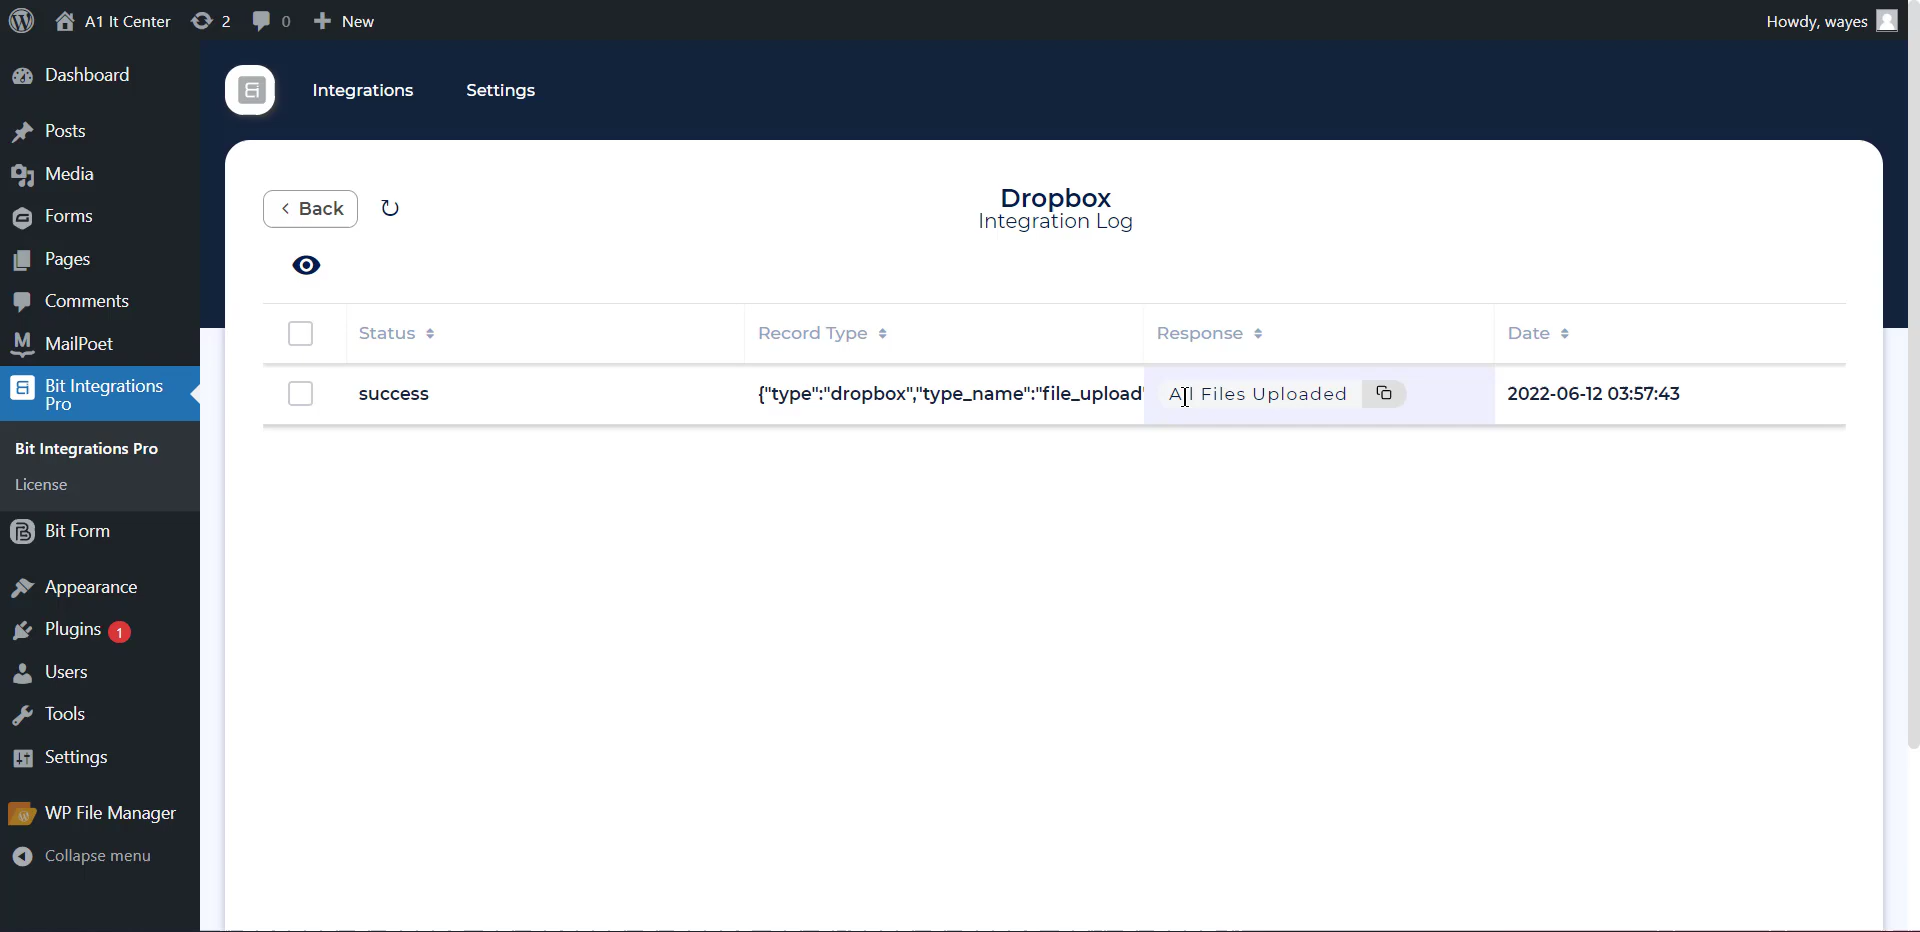 A1 It Center 2 0 New Howdy, wayes
Dashboard
Posts
Media
Forms
Pages
Comments
MailPoet
Bit Integrations
Pro
Bit Integrations Pro
License
Bit Form
Appearance
Plugins 1
Users
Tools
Settings
WP File Manager
Collapse menu
Integrations Settings
< Back
Dropbox
Integration Log
Status Record Type Response Date
success {"type":"dropbox","type_name":"file_upload" All Files Uploaded 2022-06-12 03:57:43